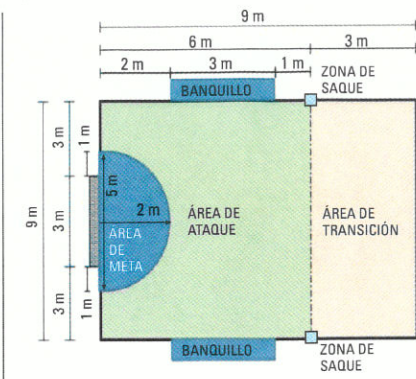 9 m
6 m
3 m
2 m
3 m
1 m
ZONA DE
SAQUE
BANQUILLO
3 m
1 m
9 m
3 m
5 m
2 m
ÁREA
DE
META
ÁREA DE
ATAQUE
ÁREA DE
TRANSICIÓN
3 m
1 m
BANQUILLO
ZONA DE
SAQUE